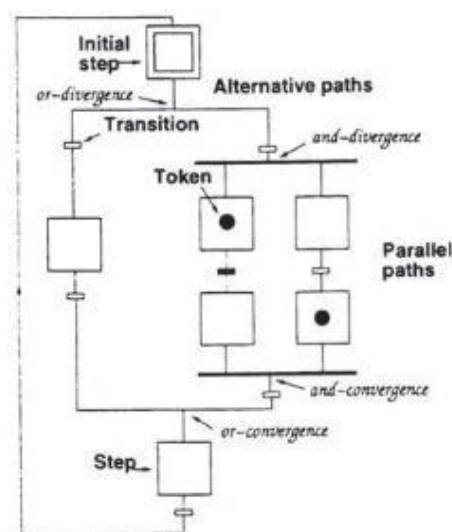 Initial
step
or-divergence
Alternative paths
Transition
and-divergence
Token
Parallel
paths
and-convergence
or-convergence
Step